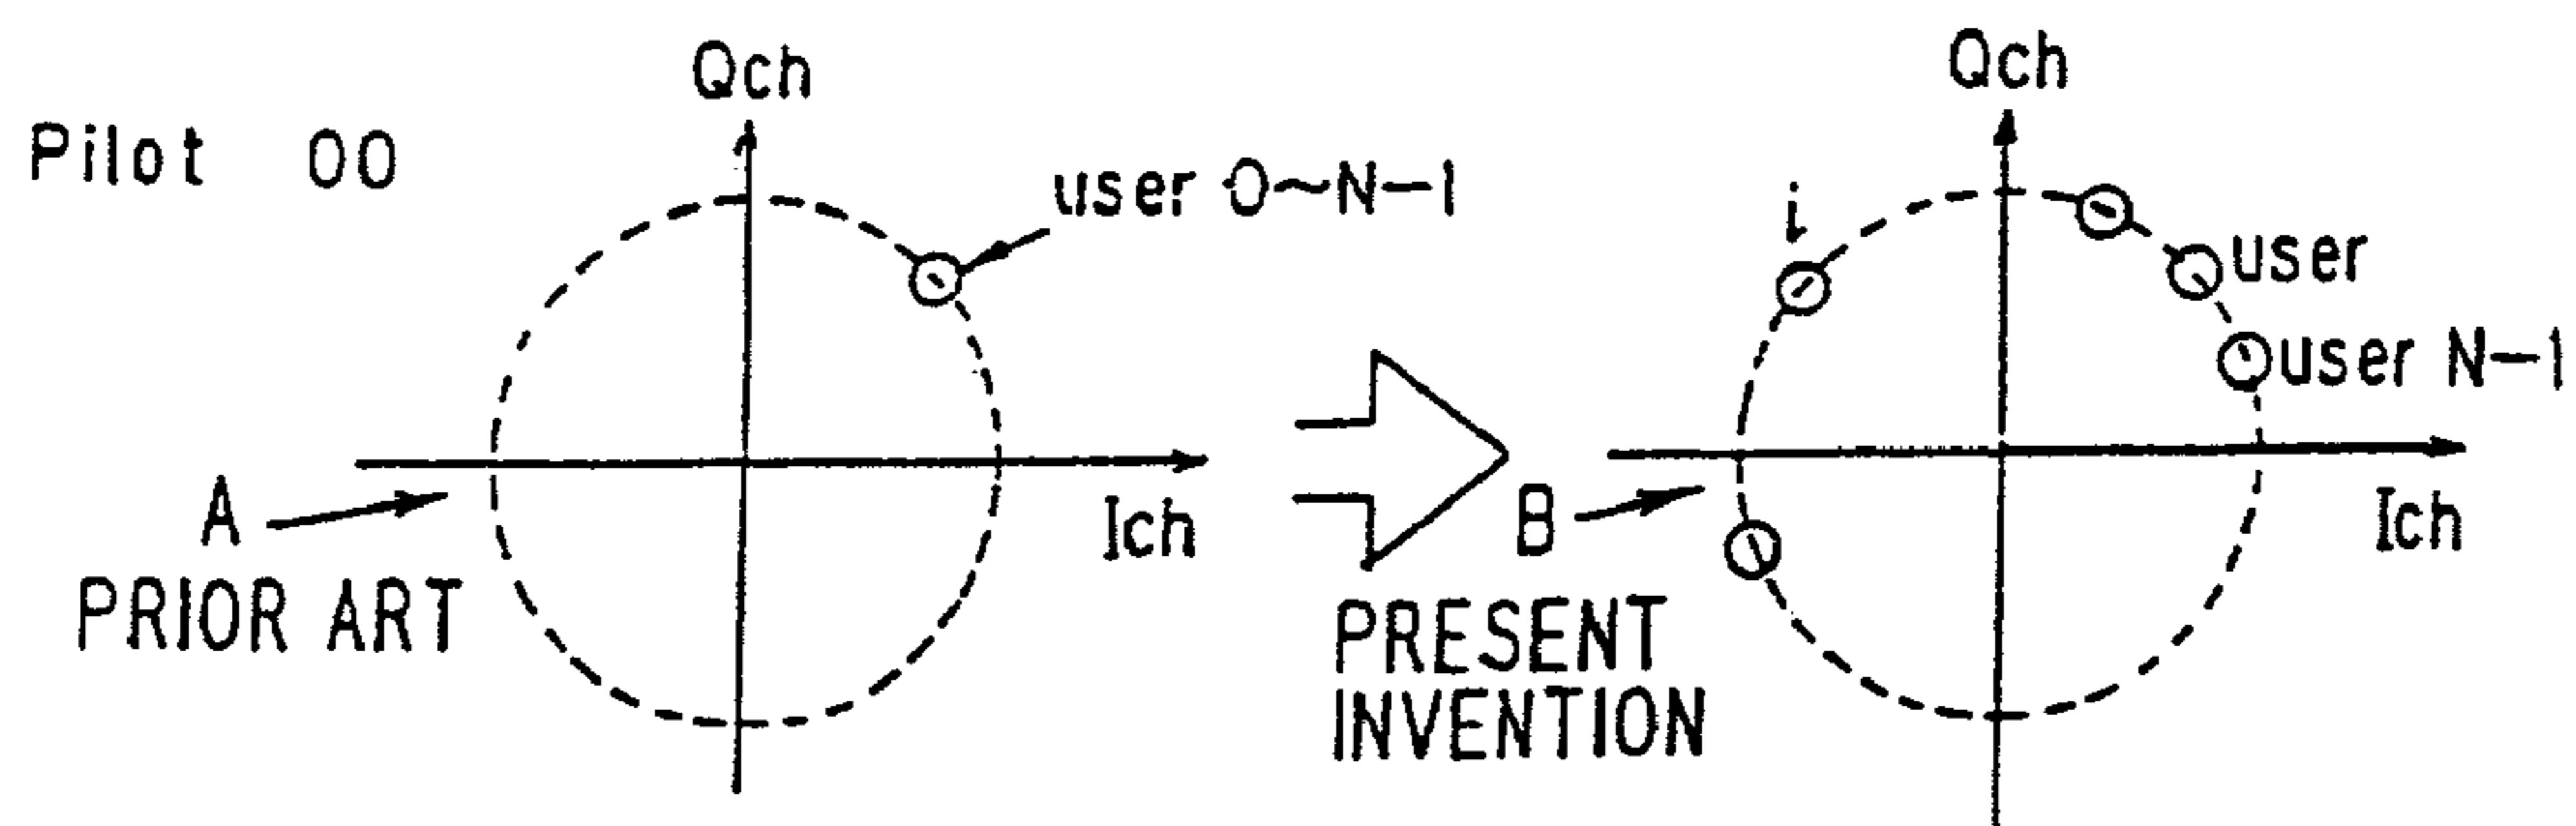 Pilot 00
Qch
user 0~N-1
Ich
A
PRIOR ART
Qch
i
user
user N-1
Ich
B
PRESENT
INVENTION